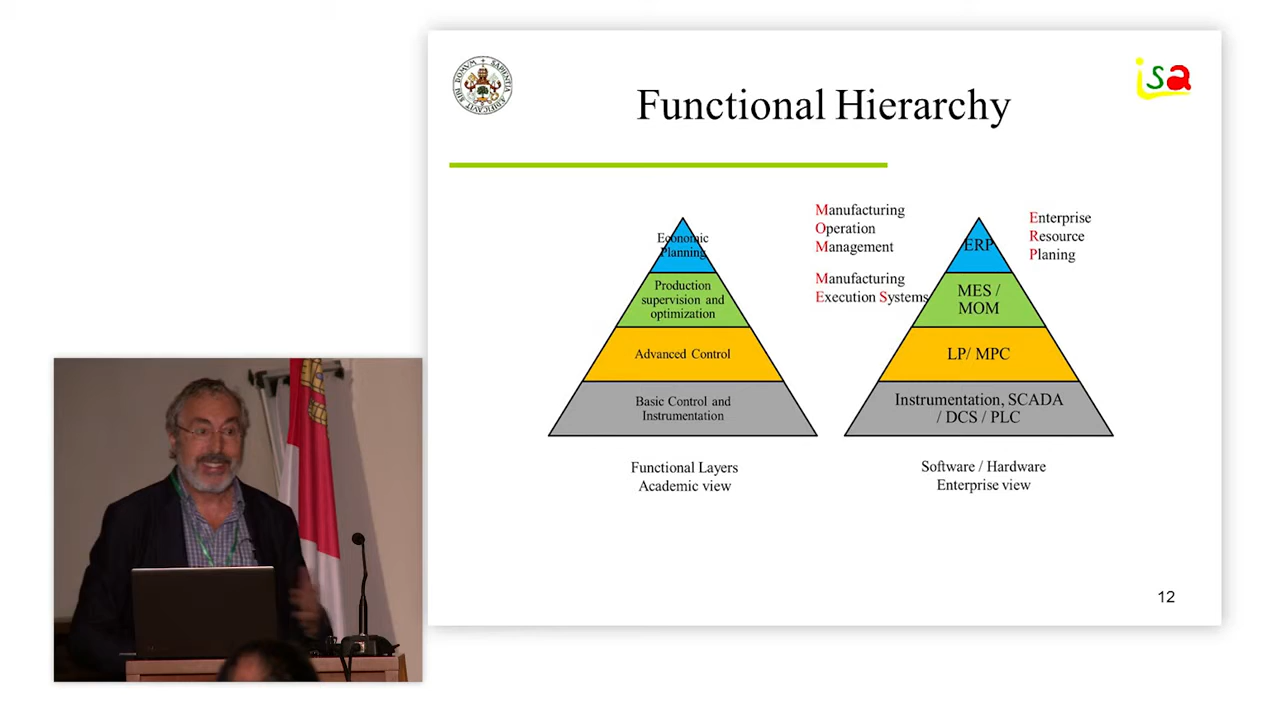 isa
Functional Hierarchy
Economic
Planning
Production
supervision and
optimization
Advanced Control
Basic Control and
Instrumentation
Functional Layers
Academic view
Manufacturing
Operation
Management
Manufacturing
Execution Systems
ERP
MES /
MOM
LP/ MPC
Instrumentation, SCADA
/ DCS / PLC
Software / Hardware
Enterprise view
Enterprise
Resource
Planing
12